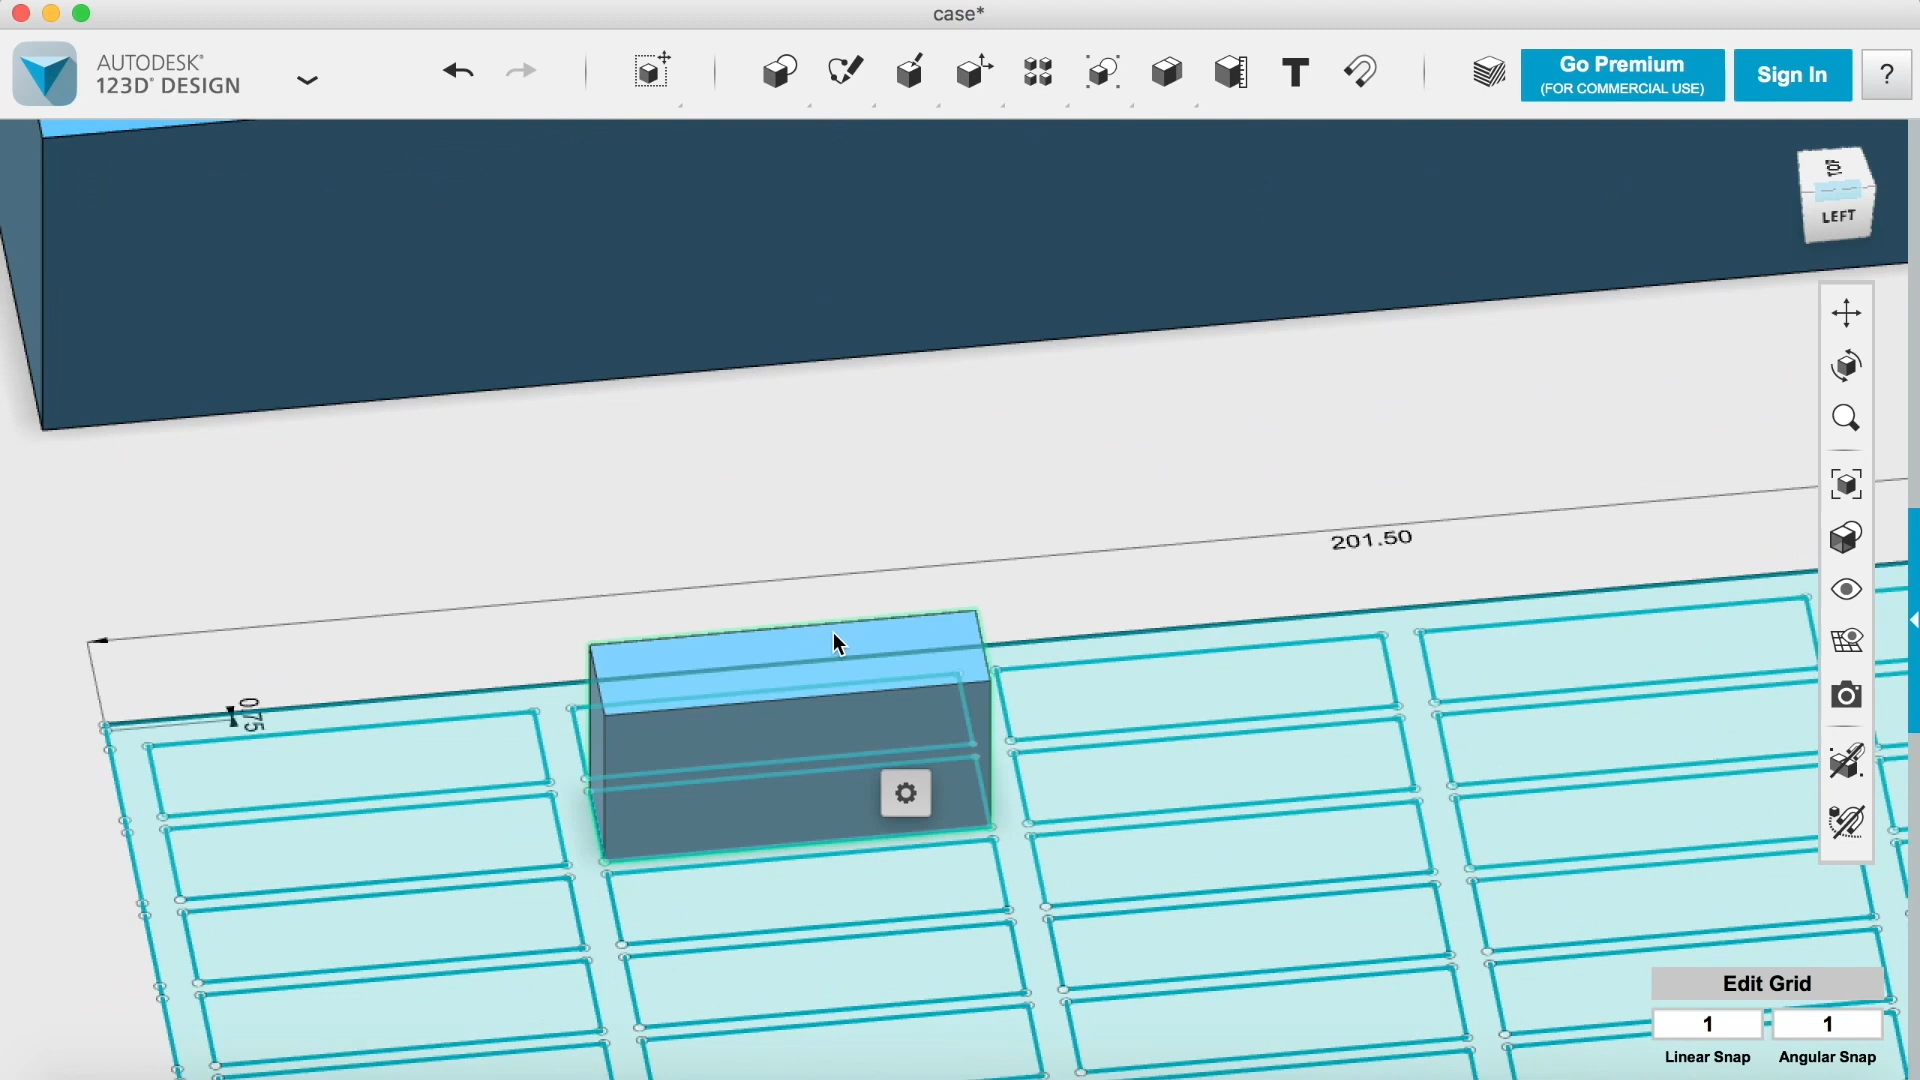 case*
AUTODESK®
123D® DESIGN
T
Go Premium
(FOR COMMERCIAL USE)
Sign In
?
TOP
LEFT
201.50
0.75
Edit Grid
1
1
Linear Snap
Angular Snap